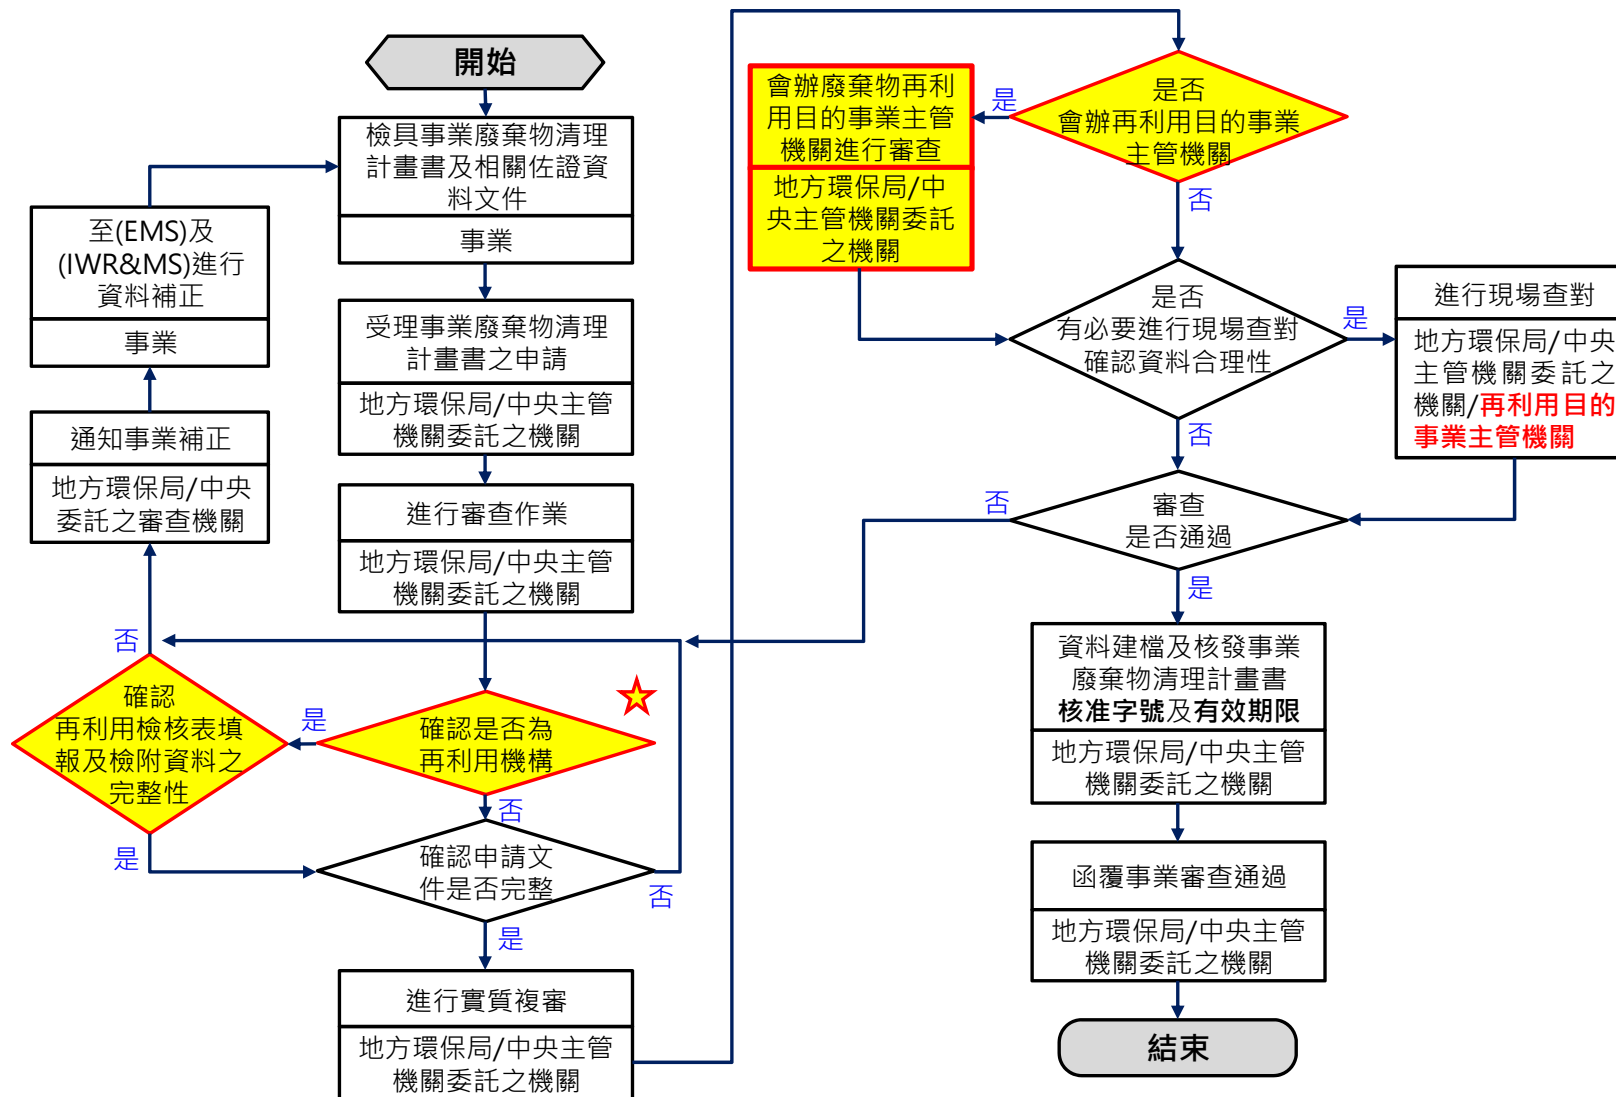 開始
檢具事業廢棄物清理
計畫書及相關佐證資
料文件
事業
受理事業廢棄物清理
計畫書之申請
地方環保局/中央主管
機關委託之機關
進行審查作業
地方環保局/中央主管
機關委託之機關
確認是否為
再利用機構
是
否
確認
再利用檢核表填
報及檢附資料之
完整性
否
是
通知事業補正
地方環保局/中央
委託之審查機關
至(EMS)及
(IWR&MS)進行
資料補正
事業
確認申請文
件是否完整
否
是
進行實質複審
地方環保局/中央主管
機關委託之機關
是否
會辦再利用目的事業
主管機關
是
否
會辦廢棄物再利
用目的事業主管
機關進行審查
地方環保局/中
央主管機關委託
之機關
是否
有必要進行現場查對
確認資料合理性
是
否
進行現場查對
地方環保局/中央
主管機關委託之
機關/再利用目的
事業主管機關
審查
是否通過
否
是
資料建檔及核發事業
廢棄物清理計畫書
核准字號及有效期限
地方環保局/中央主管
機關委託之機關
函覆事業審查通過
地方環保局/中央主管
機關委託之機關
結束